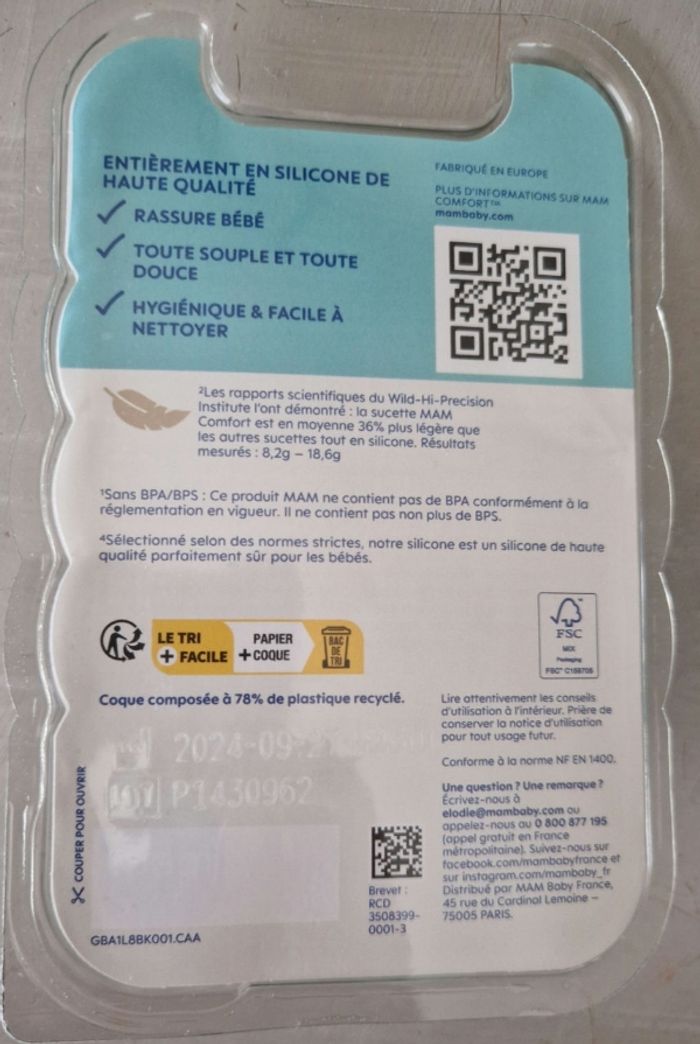 ENTIÈREMENT EN SILICONE DE
HAUTE QUALITÉ
RASSURE BÉBÉ
TOUTE SOUPLE ET TOUTE
DOUCE
HYGIÉNIQUE & FACILE À
NETTOYER
FABRIQUÉ EN EUROPE
PLUS D'INFORMATIONS SUR MAM
COMFORT™
mambaby.com
²Les rapports scientifiques du Wild-Hi-Precision
Institute l'ont démontré : la sucette MAM
Comfort est en moyenne 36% plus légère que
les autres sucettes tout en silicone. Résultats
mesurés : 8,2g – 18,6g
¹Sans BPA/BPS : Ce produit MAM ne contient pas de BPA conformément à la
réglementation en vigueur. Il ne contient pas non plus de BPS.
⁴Sélectionné selon des normes strictes, notre silicone est un silicone de haute
qualité parfaitement sûr pour les bébés.
LE TRI
+ FACILE
PAPIER
+ COQUE
BAC
DE
TRI
FSC
MIX
Packaging
FSC® C158705
Coque composée à 78% de plastique recyclé.
2024-09-
LOT P1430962
COUPER POUR OUVRIR
GBA1L8BK001.CAA
Brevet :
RCD
3508399-
0001-3
Lire attentivement les conseils
d'utilisation à l'intérieur. Prière de
conserver la notice d'utilisation
pour tout usage futur.
Conforme à la norme NF EN 1400.
Une question ? Une remarque ?
Écrivez-nous à
elodie@mambaby.com ou
appelez-nous au 0 800 877 195
(appel gratuit en France
métropolitaine). Suivez-nous sur
facebook.com/mambabyfrance et
sur instagram.com/mambaby_fr
Distribué par MAM Baby France,
45 rue du Cardinal Lemoine –
75005 PARIS.